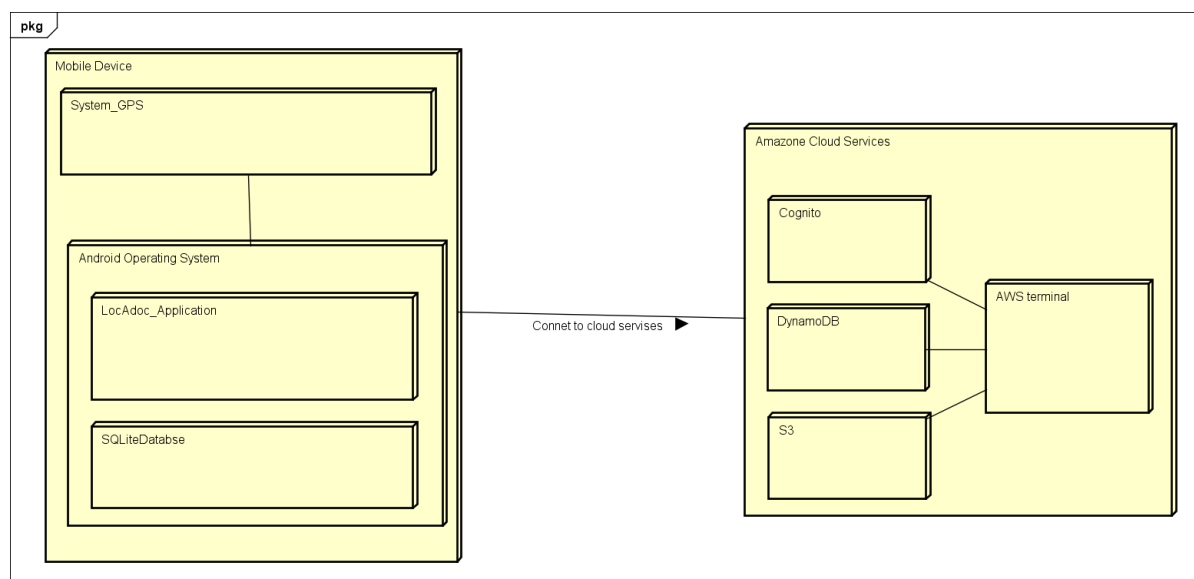 pkg
Mobile Device
System_GPS
Android Operating System
LocAdoc_Application
SQLiteDatabse
Connet to cloud servises
Amazone Cloud Services
Cognito
DynamoDB
S3
AWS terminal